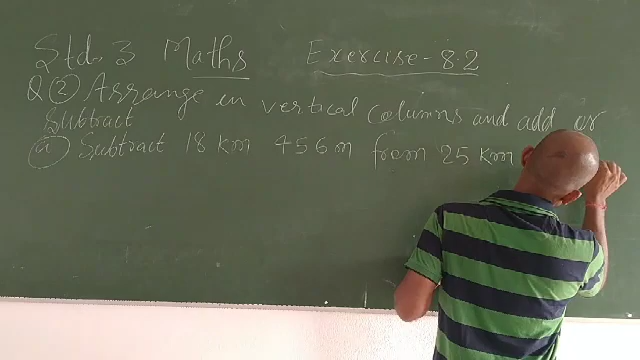 Std. 3 Maths Exercise - 8.2
Q ② Arrange in vertical columns and add or
Subtract
ⓐ Subtract 18 km 456 m from 25 km